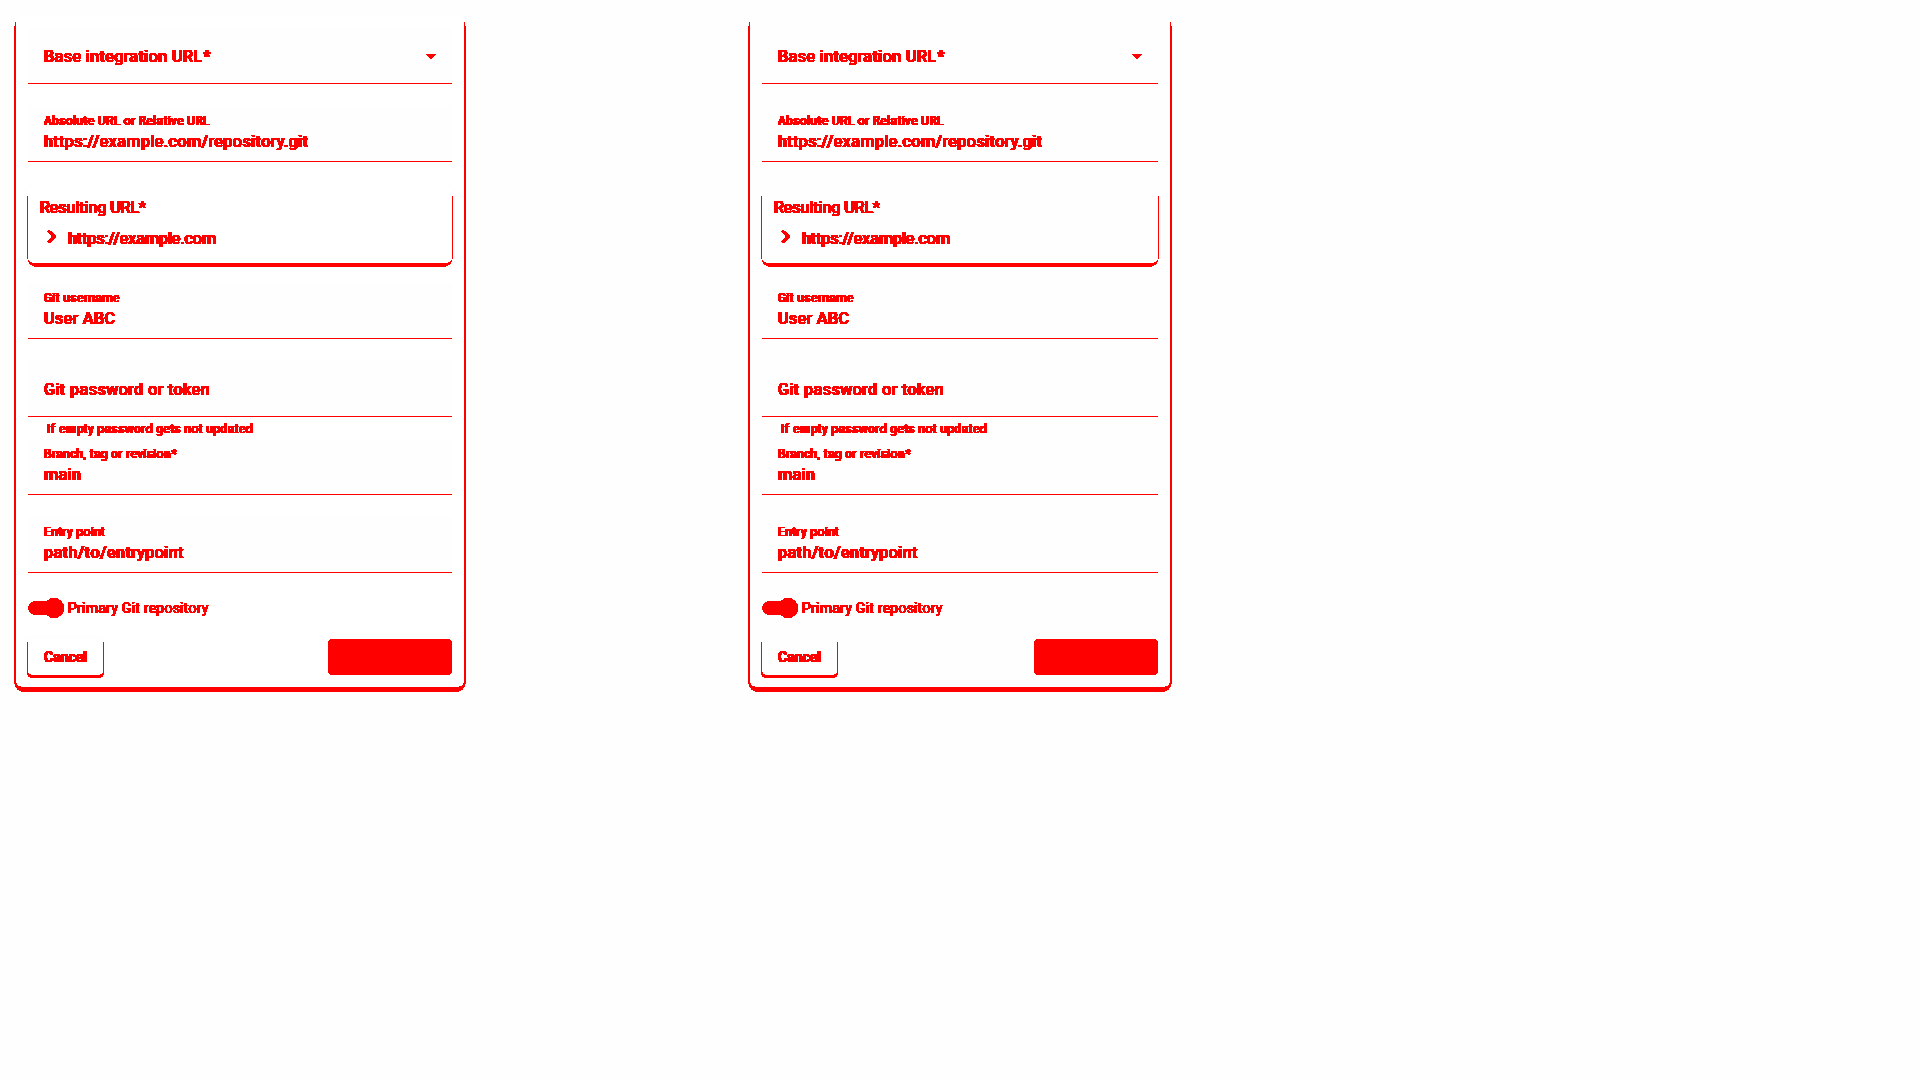 Base integration URL*
Absolute URL or Relative URL
https://example.com/repository.git
Resulting URL*
https://example.com
Git username
User ABC
Git password or token
If empty password gets not updated
Branch, tag or revision*
main
Entry point
path/to/entrypoint
Primary Git repository
Cancel
Base integration URL*
Absolute URL or Relative URL
https://example.com/repository.git
Resulting URL*
https://example.com
Git username
User ABC
Git password or token
If empty password gets not updated
Branch, tag or revision*
main
Entry point
path/to/entrypoint
Primary Git repository
Cancel